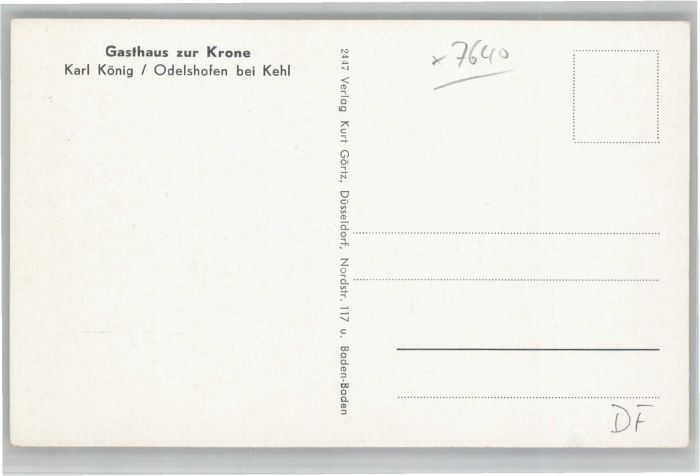 Gasthaus zur Krone
Karl König / Odelshofen bei Kehl
2447 Verlag Kurt Görtz, Düsseldorf, Nordstr. 117 u. Baden-Baden
x 7640
DF